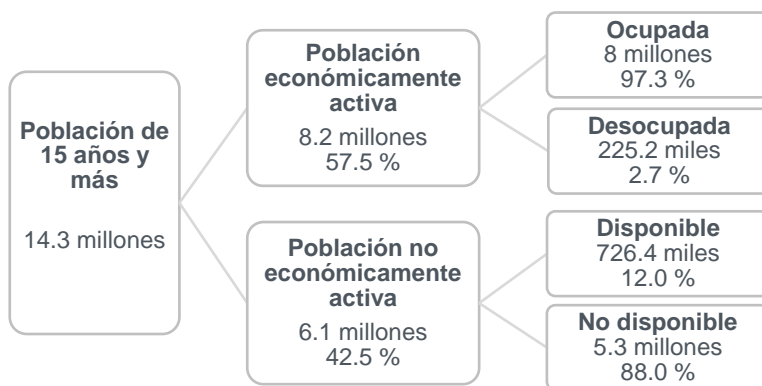 Población de
15 años y
más
14.3 millones
Población
económicamente
activa
8.2 millones
57.5 %
Ocupada
8 millones
97.3 %
Desocupada
225.2 miles
2.7 %
Población no
económicamente
activa
6.1 millones
42.5 %
Disponible
726.4 miles
12.0 %
No disponible
5.3 millones
88.0 %